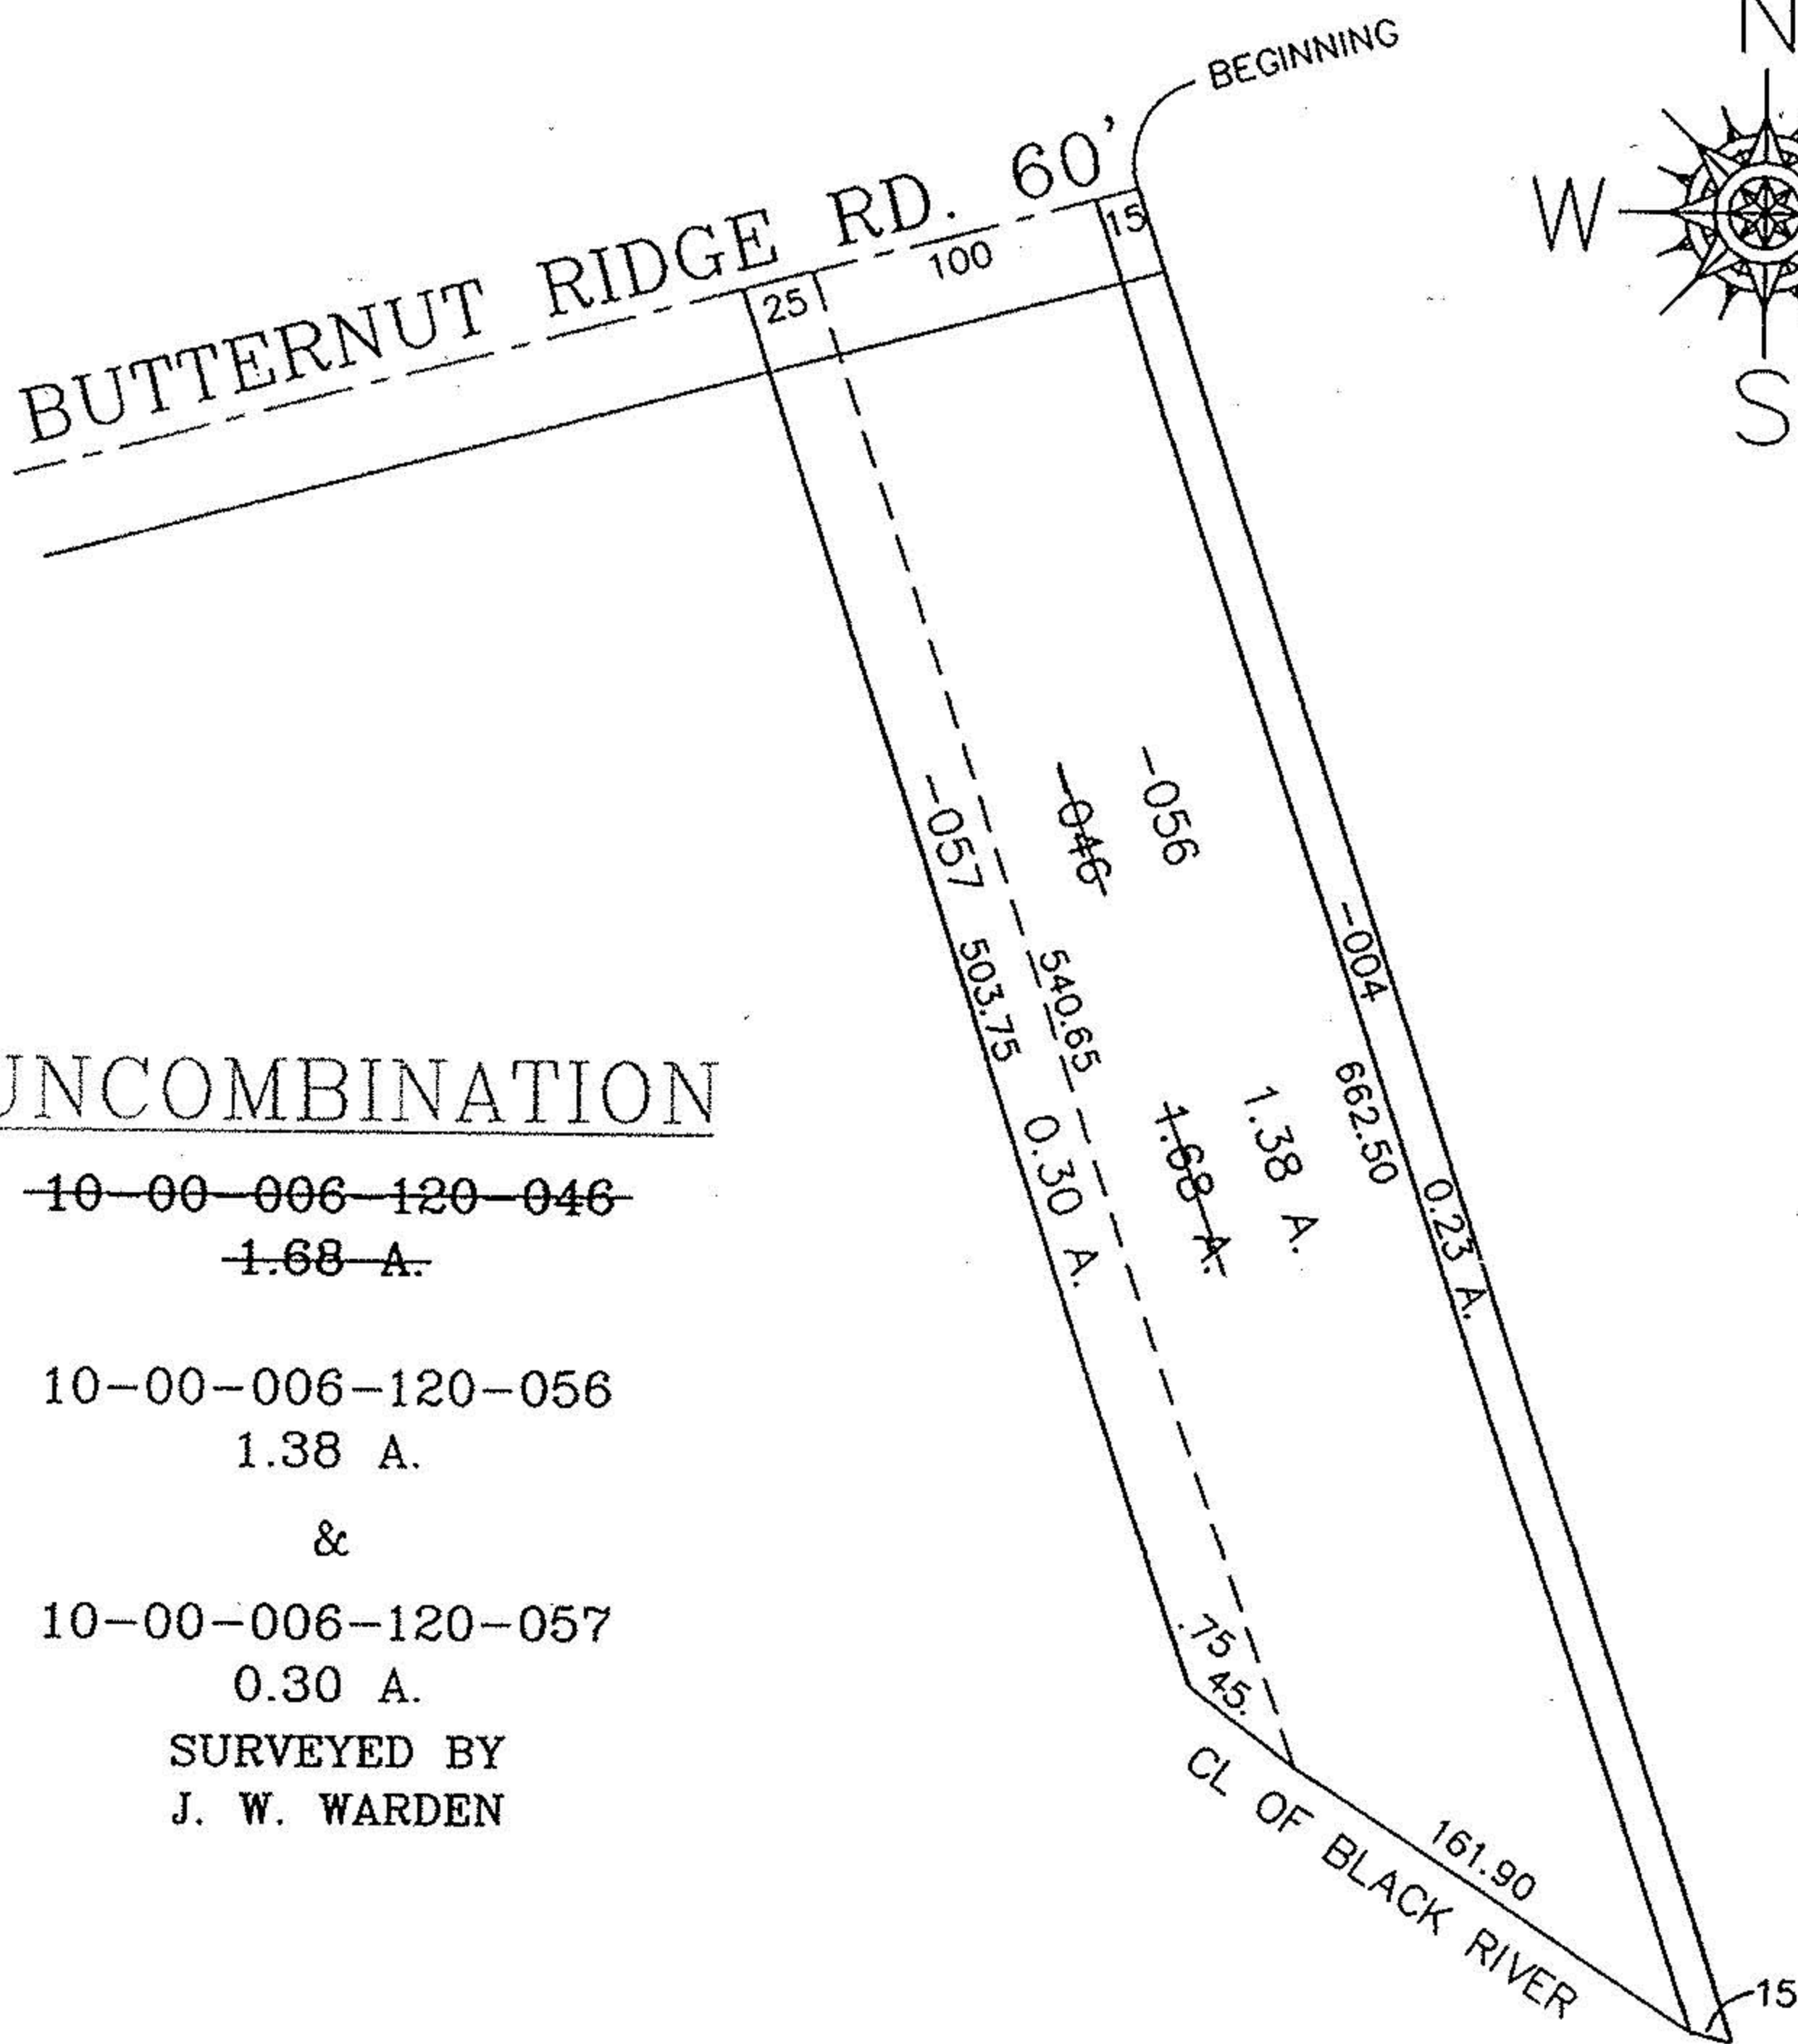 BEGINNING
N
W
S
BUTTERNUT RIDGE RD. 60'
25
100
15
-056
-046
-057
503.75
540.65
0.30 A.
1.38 A.
1.68 A.
-004
662.50
0.23 A.
UNCOMBINATION
10-00-006-120-046
1.68 A.
10-00-006-120-056
1.38 A.
&
10-00-006-120-057
0.30 A.
SURVEYED BY
J. W. WARDEN
.75
45.
161.90
CL OF BLACK RIVER
15